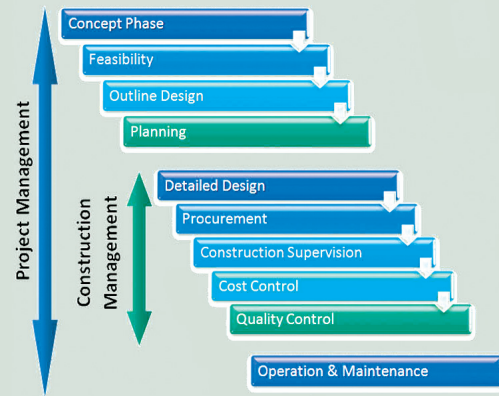 Concept Phase
Feasibility
Outline Design
Planning
Project Management
Construction
Management
Detailed Design
Procurement
Construction Supervision
Cost Control
Quality Control
Operation & Maintenance